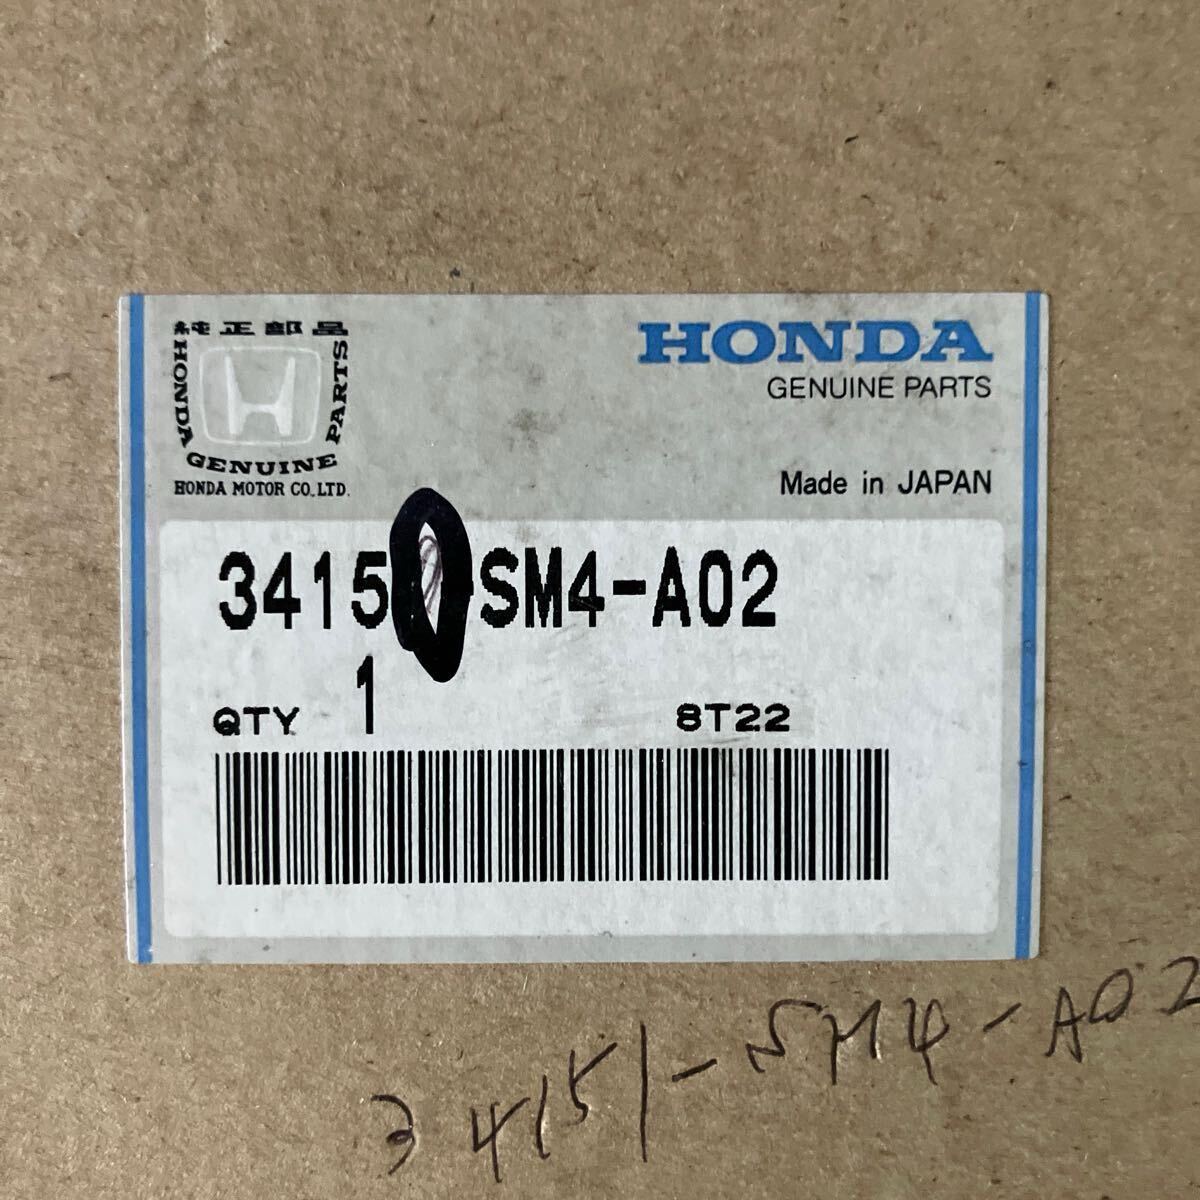 純正部品
HONDA
GENUINE
PARTS
HONDA MOTOR CO.,LTD.
HONDA
GENUINE PARTS
Made in JAPAN
34150-SM4-A02
QTY 1 8T22
34151-SM4-A02